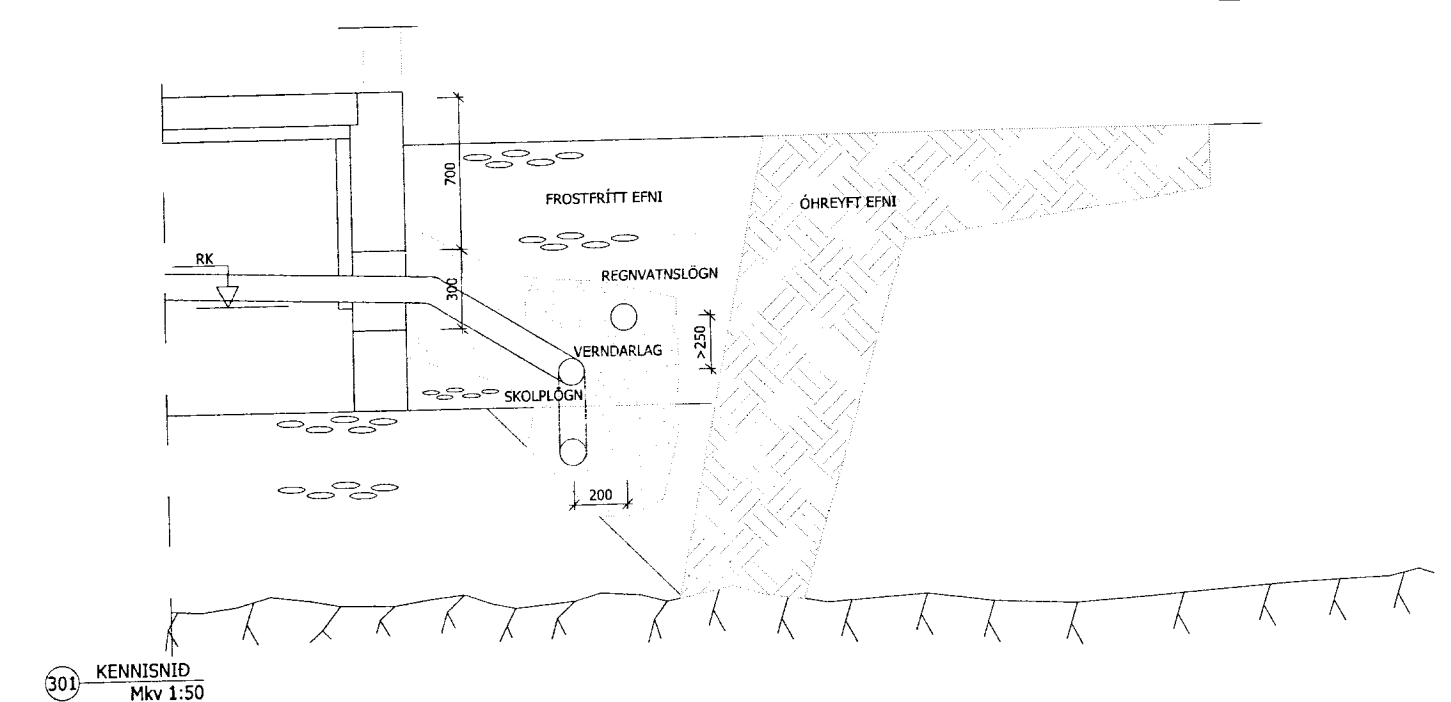 700
FROSTFRÍTT EFNI
ÓHREYFT EFNI
RK
REGNVATNSLÖGN
300
>250
VERNDARLAG
SKOLPLÖGN
200
301
KENNISNIÐ
Mkv 1:50